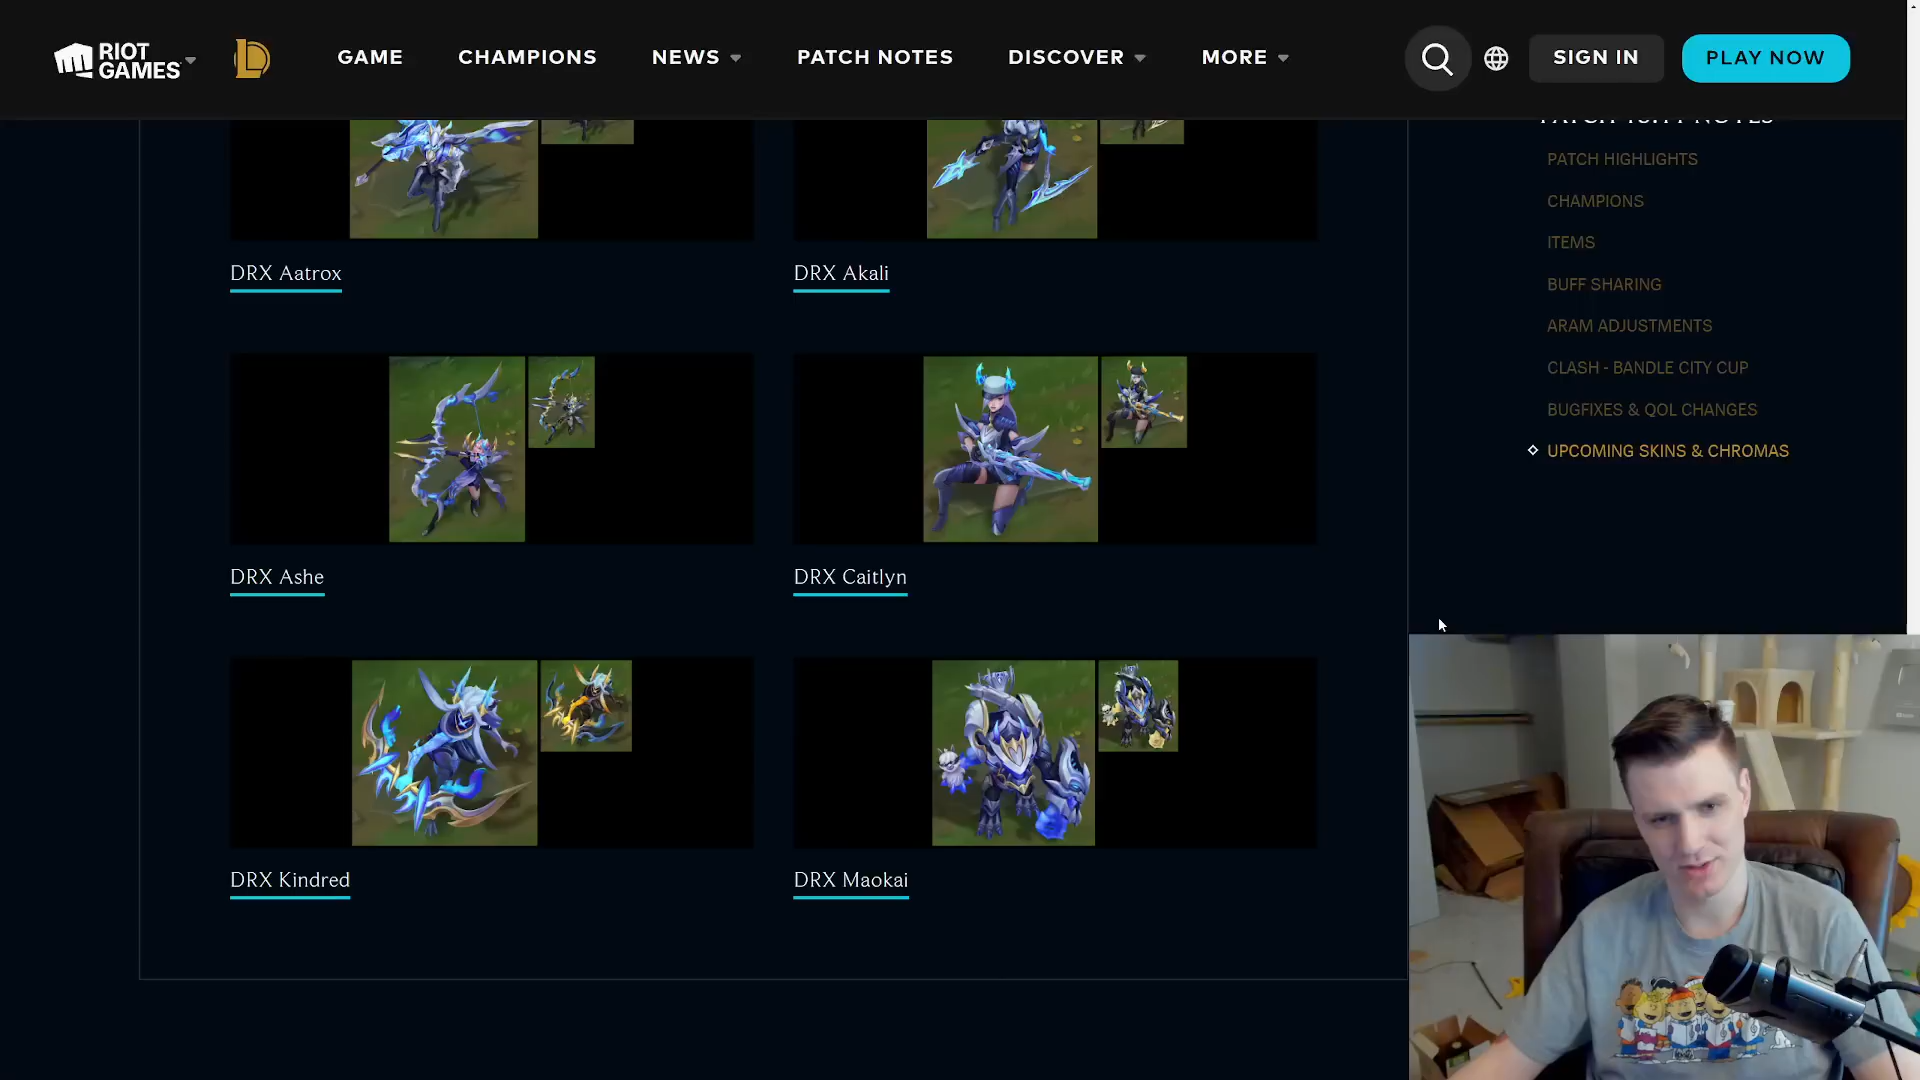 RIOT
GAMES
GAME
CHAMPIONS
NEWS
PATCH NOTES
DISCOVER
MORE
SIGN IN
PLAY NOW
PATCH HIGHLIGHTS
CHAMPIONS
ITEMS
BUFF SHARING
ARAM ADJUSTMENTS
CLASH - BANDLE CITY CUP
BUGFIXES & QOL CHANGES
UPCOMING SKINS & CHROMAS
DRX Aatrox
DRX Akali
DRX Ashe
DRX Caitlyn
DRX Kindred
DRX Maokai